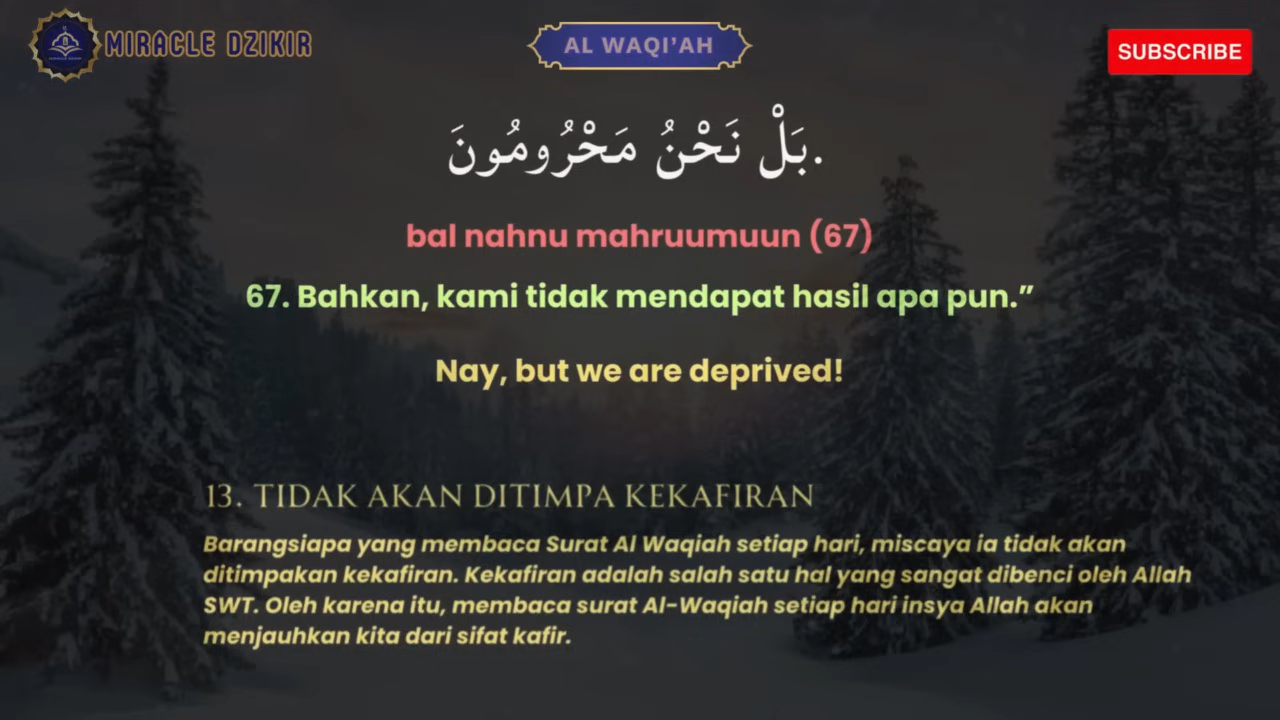 MIRACLE DZIKIR
AL WAQI'AH
SUBSCRIBE
بَلْ نَحْنُ مَحْرُومُونَ.
bal nahnu mahruumuun (67)
67. Bahkan, kami tidak mendapat hasil apa pun.”
Nay, but we are deprived!
13. TIDAK AKAN DITIMPA KEKAFIRAN
Barangsiapa yang membaca Surat Al Waqiah setiap hari, miscaya ia tidak akan
ditimpakan kekafiran. Kekafiran adalah salah satu hal yang sangat dibenci oleh Allah
SWT. Oleh karena itu, membaca surat Al-Waqiah setiap hari insya Allah akan
menjauhkan kita dari sifat kafir.